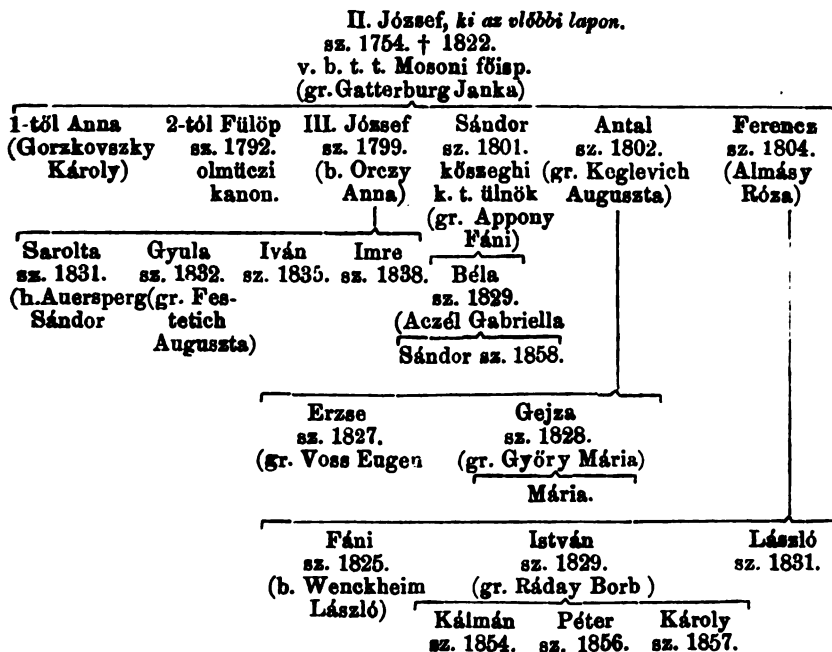 II. József, ki az vlőbbi lapon.
sz. 1754. † 1822.
v. b. t. t. Mosoni főisp.
(gr. Gatterburg Janka)
1-től Anna 2-tól Fülöp III. József Sándor Antal Ferencz
(Gorzkovszky sz. 1792. sz. 1799. sz. 1801. sz. 1802. sz. 1804.
Károly) olmüczi (b. Orczy kőszeghi (gr. Keglevich (Almásy
kanon. Anna) k. t. ülnök Auguszta) Róza)
(gr. Appony
Fáni)
Sarolta Gyula Iván Imre
sz. 1831. sz. 1832. sz. 1835. sz. 1838.
(h. Auersperg (gr. Fes-
Sándor tetich
Auguszta)
Béla
sz. 1829.
(Aczél Gabriella
Sándor sz. 1858.
Erzse Gejza
sz. 1827. sz. 1828.
(gr. Voss Eugen (gr. Győry Mária)
Mária.
Fáni István László
sz. 1825. sz. 1829. sz. 1831.
(b. Wenckheim (gr. Ráday Borb )
László)
Kálmán Péter Károly
sz. 1854. sz. 1856. sz. 1857.